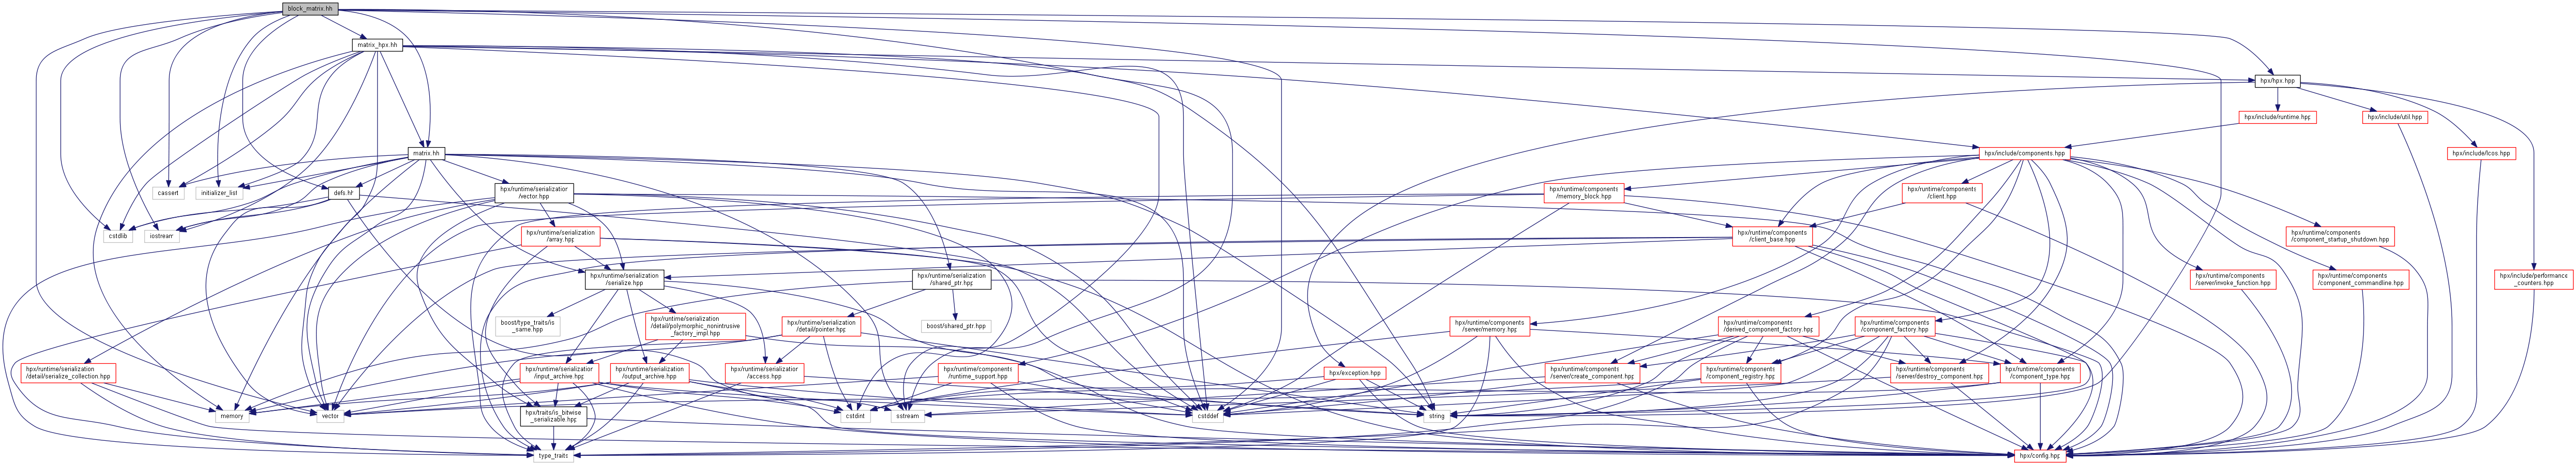 block_matrix.hh
matrix_hpx.hh
hpx/hpx.hpp
hpx/include/runtime.hpp
hpx/include/util.hpp
matrix.hh
hpx/include/components.hpp
hpx/include/lcos.hpp
cassert
initializer_list
defs.hh
hpx/runtime/serialization
/vector.hpp
hpx/runtime/components
/memory_block.hpp
hpx/runtime/components
/client.hpp
cstdlib
iostream
hpx/runtime/serialization
/array.hpp
hpx/runtime/components
/client_base.hpp
hpx/runtime/components
/component_startup_shutdown.hpp
hpx/runtime/serialization
/serialize.hpp
hpx/runtime/serialization
/shared_ptr.hpp
hpx/runtime/components
/server/invoke_function.hpp
hpx/runtime/components
/component_commandline.hpp
hpx/include/performance
_counters.hpp
boost/type_traits/is
_same.hpp
hpx/runtime/serialization
/detail/polymorphic_nonintrusive
_factory_impl.hpp
hpx/runtime/serialization
/detail/pointer.hpp
boost/shared_ptr.hpp
hpx/runtime/components
/server/memory.hpp
hpx/runtime/components
/derived_component_factory.hpp
hpx/runtime/components
/component_factory.hpp
hpx/runtime/serialization
/detail/serialize_collection.hpp
hpx/runtime/serialization
/input_archive.hpp
hpx/runtime/serialization
/output_archive.hpp
hpx/runtime/serialization
/access.hpp
hpx/runtime/components
/runtime_support.hpp
hpx/exception.hpp
hpx/runtime/components
/server/create_component.hpp
hpx/runtime/components
/component_registry.hpp
hpx/runtime/components
/server/destroy_component.hpp
hpx/runtime/components
/component_type.hpp
memory
vector
hpx/traits/is_bitwise
_serializable.hpp
cstdint
sstream
cstddef
string
type_traits
hpx/config.hpp